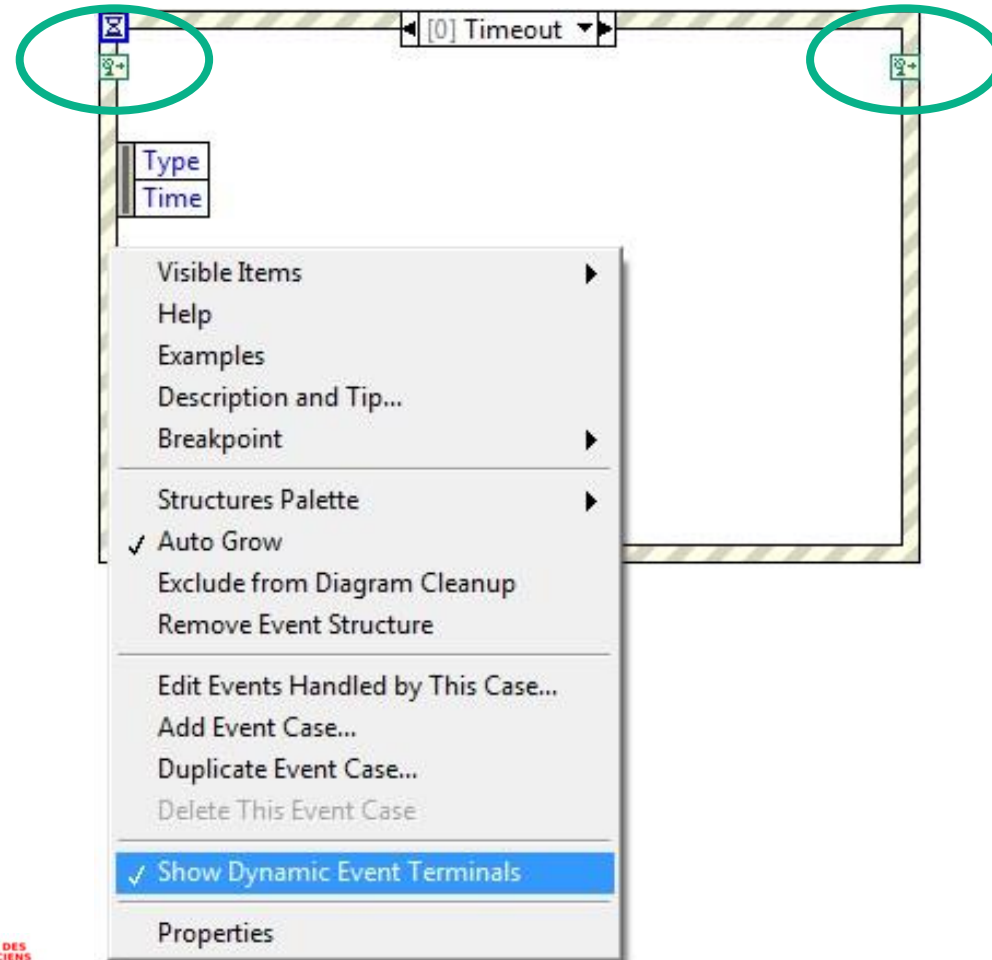 [0] Timeout
Type
Time
Visible Items
Help
Examples
Description and Tip...
Breakpoint
Structures Palette
Auto Grow
Exclude from Diagram Cleanup
Remove Event Structure
Edit Events Handled by This Case...
Add Event Case...
Duplicate Event Case...
Delete This Event Case
Show Dynamic Event Terminals
Properties
DES
CIENS